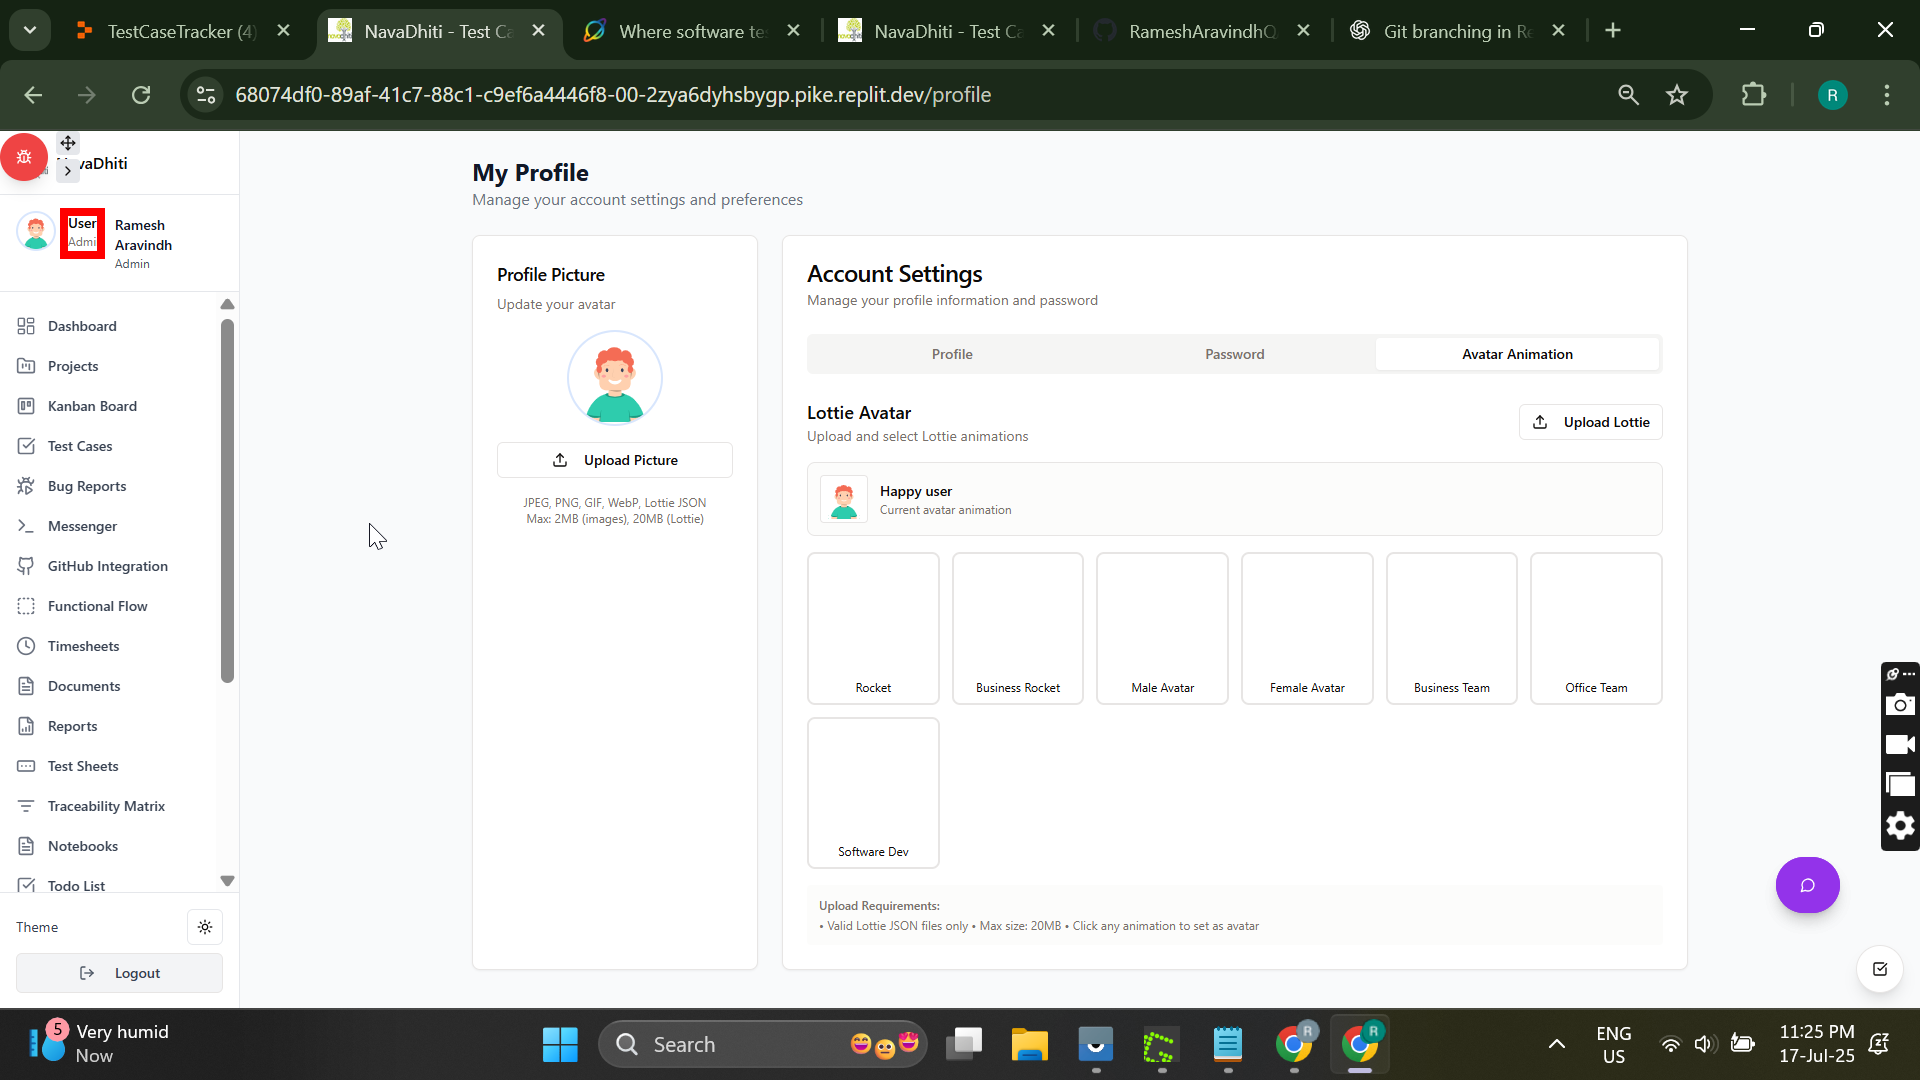 TestCaseTracker (4)
NavaDhiti - Test Ca
Where software te
NavaDhiti - Test Ca
RameshAravindhQ
Git branching in Re
68074df0-89af-41c7-88c1-c9ef6a4446f8-00-2zya6dyhsbygp.pike.replit.dev/profile
R
vaDhiti
User
Admi
Ramesh
Aravindh
Admin
Dashboard
Projects
Kanban Board
Test Cases
Bug Reports
Messenger
GitHub Integration
Functional Flow
Timesheets
Documents
Reports
Test Sheets
Traceability Matrix
Notebooks
Todo List
Theme
Logout
My Profile
Manage your account settings and preferences
Profile Picture
Update your avatar
Upload Picture
JPEG, PNG, GIF, WebP, Lottie JSON
Max: 2MB (images), 20MB (Lottie)
Account Settings
Manage your profile information and password
Profile
Password
Avatar Animation
Lottie Avatar
Upload and select Lottie animations
Upload Lottie
Happy user
Current avatar animation
Rocket
Business Rocket
Male Avatar
Female Avatar
Business Team
Office Team
Software Dev
Upload Requirements:
• Valid Lottie JSON files only • Max size: 20MB • Click any animation to set as avatar
5
Very humid
Now
Search
R
R
ENG
US
11:25 PM
17-Jul-25